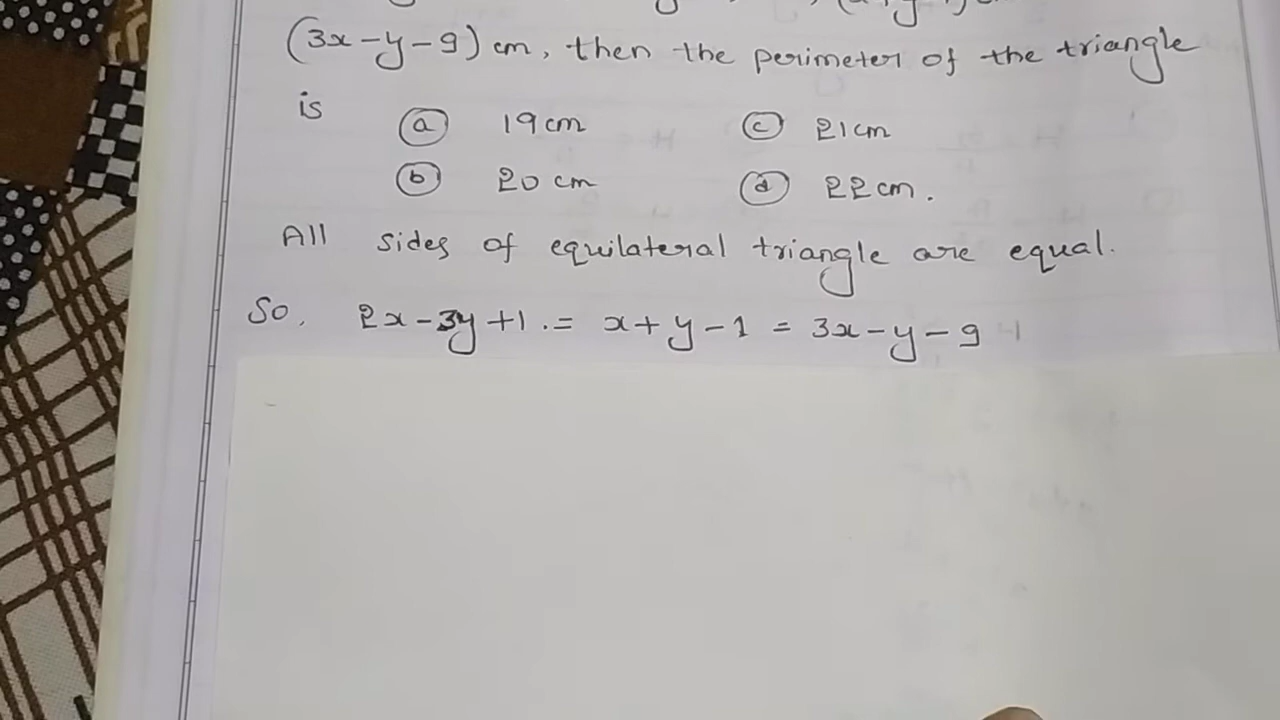 (3x-y-9) cm, then the perimeter of the triangle
is
ⓐ 19 cm ⓒ 21 cm
ⓑ 20 cm ⓓ 22 cm.
All sides of equilateral triangle are equal.
So, 2x-3y+1.= x+y-1 = 3x-y-9